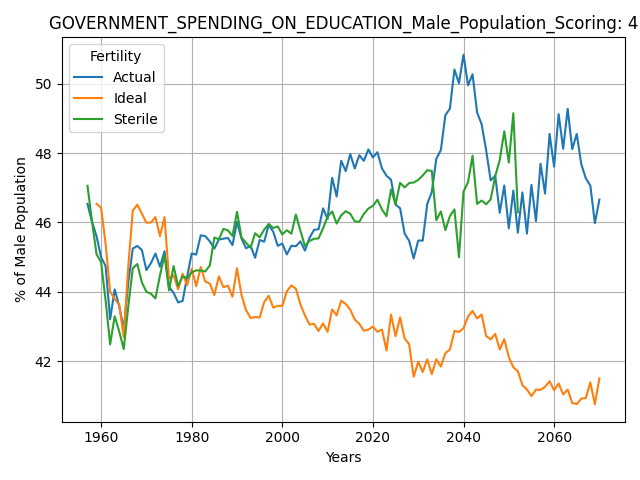 GOVERNMENT_SPENDING_ON_EDUCATION_Male_Population_Scoring: 4
Fertility
Actual
Ideal
Sterile
% of Male Population
50
48
46
44
42
1960 1980 2000 2020 2040 2060
Years